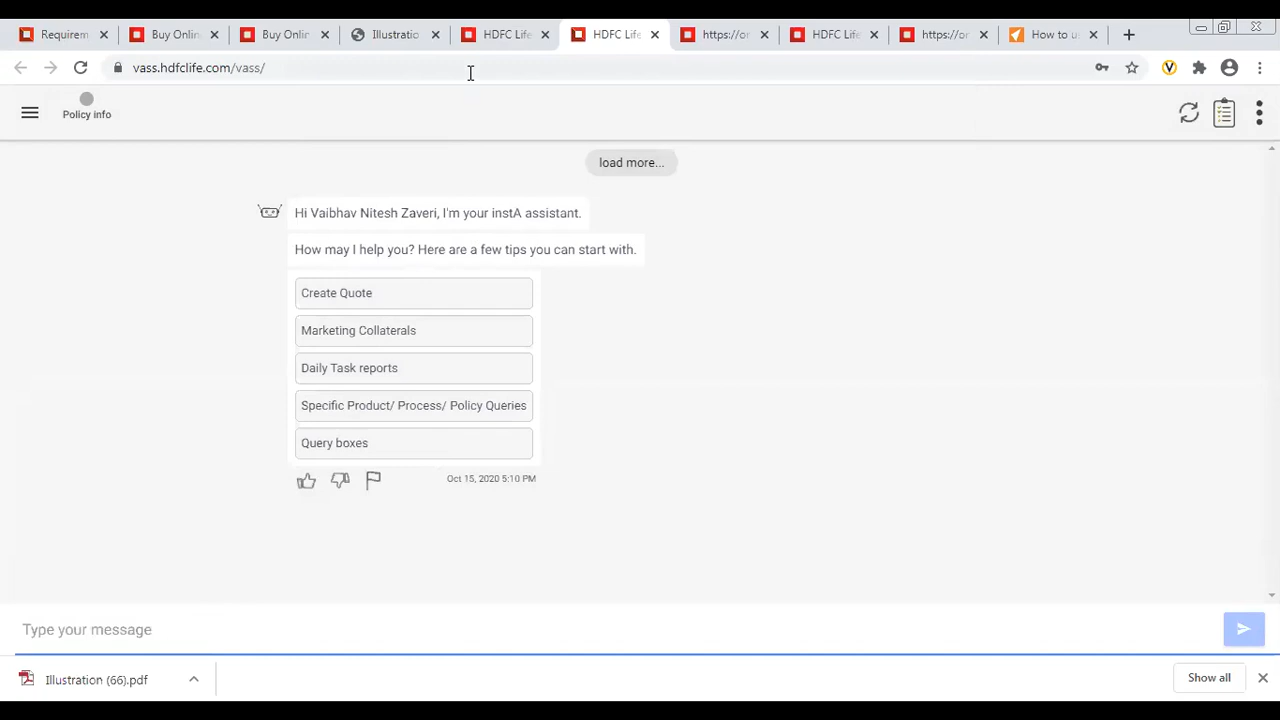 Requirem
Buy Onlin
Buy Onlin
Illustratio
HDFC Life
HDFC Life
https://or
HDFC Life
https://or
How to u
vass.hdfclife.com/vass/
Policy info
load more...
Hi Vaibhav Nitesh Zaveri, I'm your instA assistant.
How may I help you? Here are a few tips you can start with.
Create Quote
Marketing Collaterals
Daily Task reports
Specific Product/ Process/ Policy Queries
Query boxes
Oct 15, 2020 5:10 PM
Type your message
Illustration (66).pdf
Show all